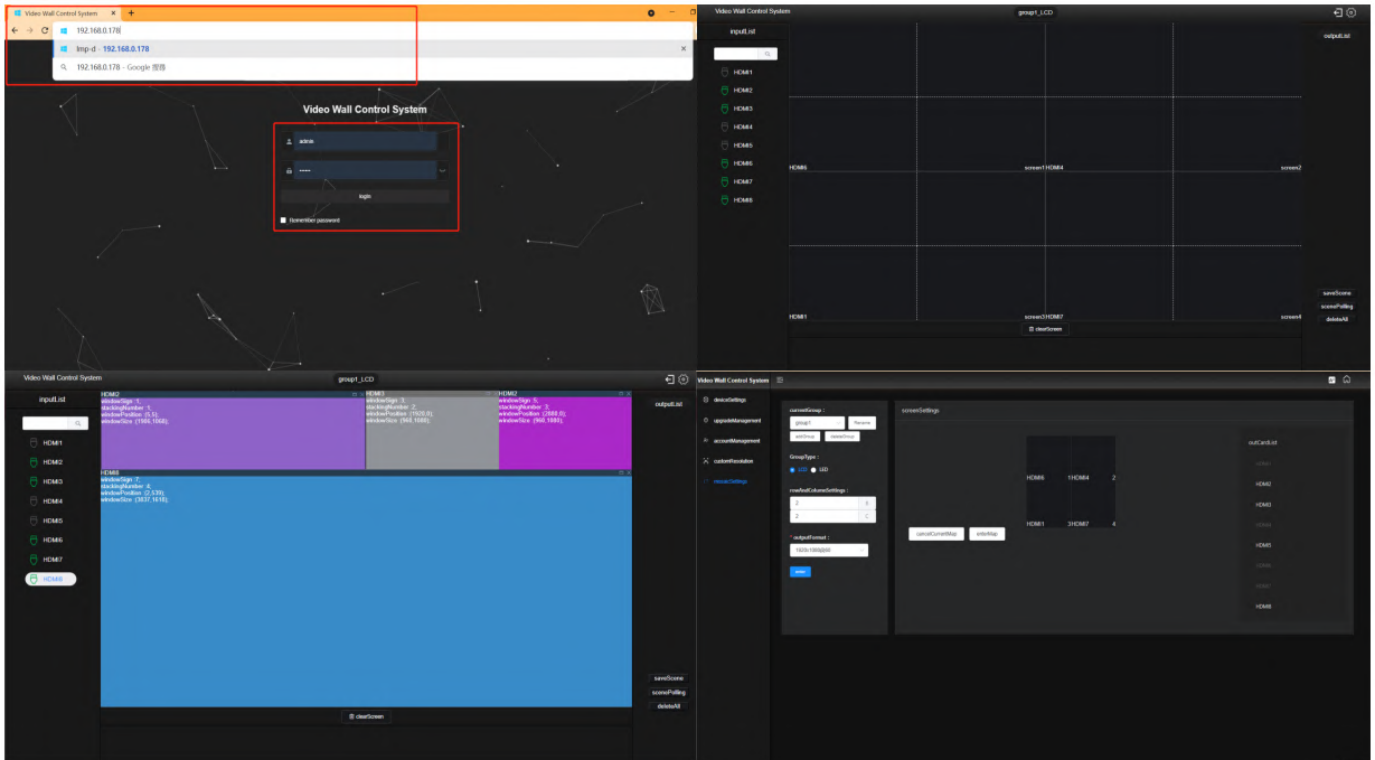 Video Wall Control System
192.168.0.178
lmp-d - 192.168.0.178
192.168.0.178 - Google 搜尋
Video Wall Control System
admin
login
Remember password
Video Wall Control System
group1_LCD
inputList
outputList
HDMI1
HDMI2
HDMI3
HDMI4
HDMI5
HDMI6
HDMI7
HDMI8
HDMI6
screen1 HDMI4
screen2
HDMI1
screen3 HDMI7
screen4
saveScene
scenePolling
deleteAll
clearScreen
Video Wall Control System
group1_LCD
inputList
outputList
HDMI1
HDMI2
HDMI3
HDMI4
HDMI5
HDMI6
HDMI7
HDMI8
HDMI2
windowSign :1,
stackingNumber :1,
HDMI3
windowSign :3,
stackingNumber :2,
windowPosition :(1920,0);
windowSize :(960,1080);
HDMI2
windowSign :5,
stackingNumber :3,
windowPosition :(2880,0);
windowSize :(960,1080);
HDMI8
windowSign :7,
stackingNumber :4,
windowPosition :(2,539);
windowSize :(3837,1618);
saveScene
scenePolling
deleteAll
clearScreen
Video Wall Control System
deviceSettings
upgradeManagement
accountManagement
customResolution
mosaicSettings
currentGroup :
group1
Rename
addGroup
deleteGroup
GroupType :
LCD
LED
rowAndColumnSettings :
2
2
* outputFormat :
1920x1080@60
enter
screenSettings
HDMI6
1 HDMI4
2
HDMI1
3 HDMI7
4
cancelCurrentMap
enterMap
outCardList
HDMI2
HDMI3
HDMI5
HDMI8